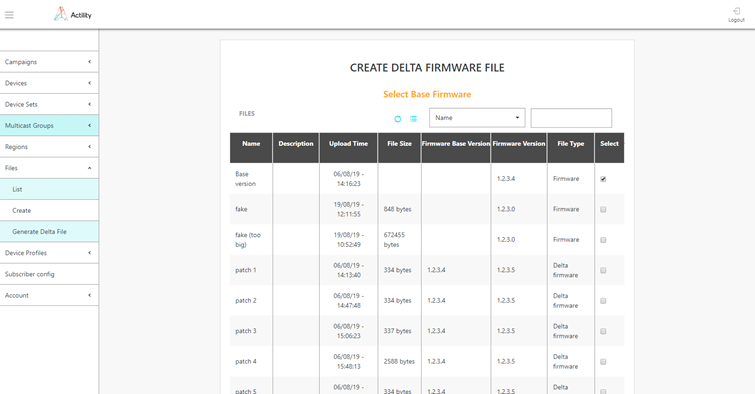 Actility
Logout
Campaigns
Devices
Device Sets
Multicast Groups
Regions
Files
List
Create
Generate Delta File
Device Profiles
Subscriber config
Account
CREATE DELTA FIRMWARE FILE
Select Base Firmware
FILES
Name
Name Description Upload Time File Size Firmware Base Version Firmware Version File Type Select
Base version 06/08/19 - 14:16:23 1.2.3.4 Firmware
fake 19/08/19 - 12:11:55 848 bytes 1.2.3.0 Firmware
fake (too big) 19/08/19 - 10:52:49 672455 bytes 1.2.3.0 Firmware
patch 1 06/08/19 - 14:13:40 334 bytes 1.2.3.4 1.2.3.5 Delta firmware
patch 2 06/08/19 - 14:47:48 334 bytes 1.2.3.4 1.2.3.5 Delta firmware
patch 3 06/08/19 - 15:06:23 337 bytes 1.2.3.4 1.2.3.5 Delta firmware
patch 4 06/08/19 - 15:48:13 2588 bytes 1.2.3.4 1.2.3.5 Delta firmware
patch 5 06/08/19 - 334 bytes 1.2.3.4 1.2.3.5 Delta